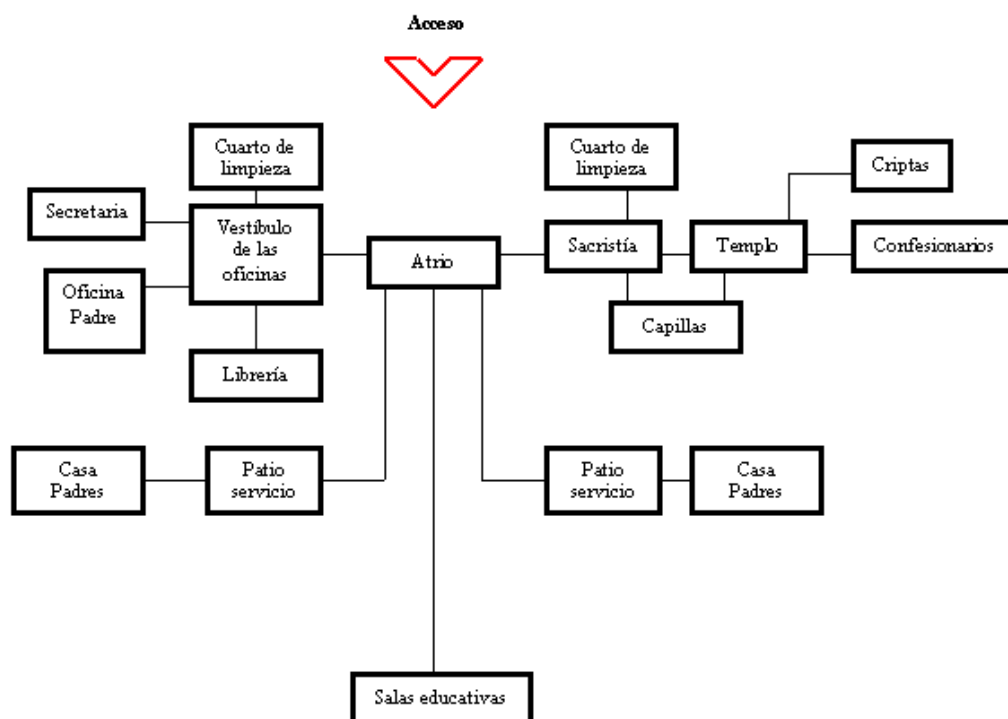 Acceso
Cuarto de
limpieza
Cuarto de
limpieza
Criptas
Secretaria
Vestíbulo
de las
oficinas
Atrio
Sacristía
Templo
Confesionarios
Oficina
Padre
Capillas
Librería
Casa
Padres
Patio
servicio
Patio
servicio
Casa
Padres
Salas educativas